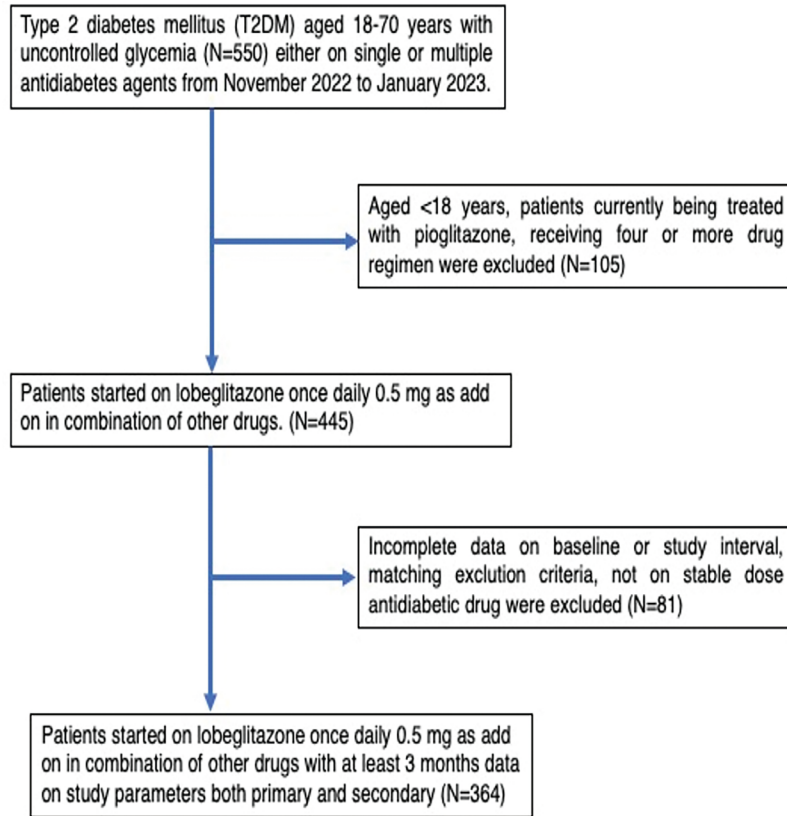 Type 2 diabetes mellitus (T2DM) aged 18-70 years with
uncontrolled glycemia (N=550) either on single or multiple
antidiabetes agents from November 2022 to January 2023.
Aged <18 years, patients currently being treated
with pioglitazone, receiving four or more drug
regimen were excluded (N=105)
Patients started on lobeglitazone once daily 0.5 mg as add
on in combination of other drugs. (N=445)
Incomplete data on baseline or study interval,
matching exclution criteria, not on stable dose
antidiabetic drug were excluded (N=81)
Patients started on lobeglitazone once daily 0.5 mg as add
on in combination of other drugs with at least 3 months data
on study parameters both primary and secondary (N=364)